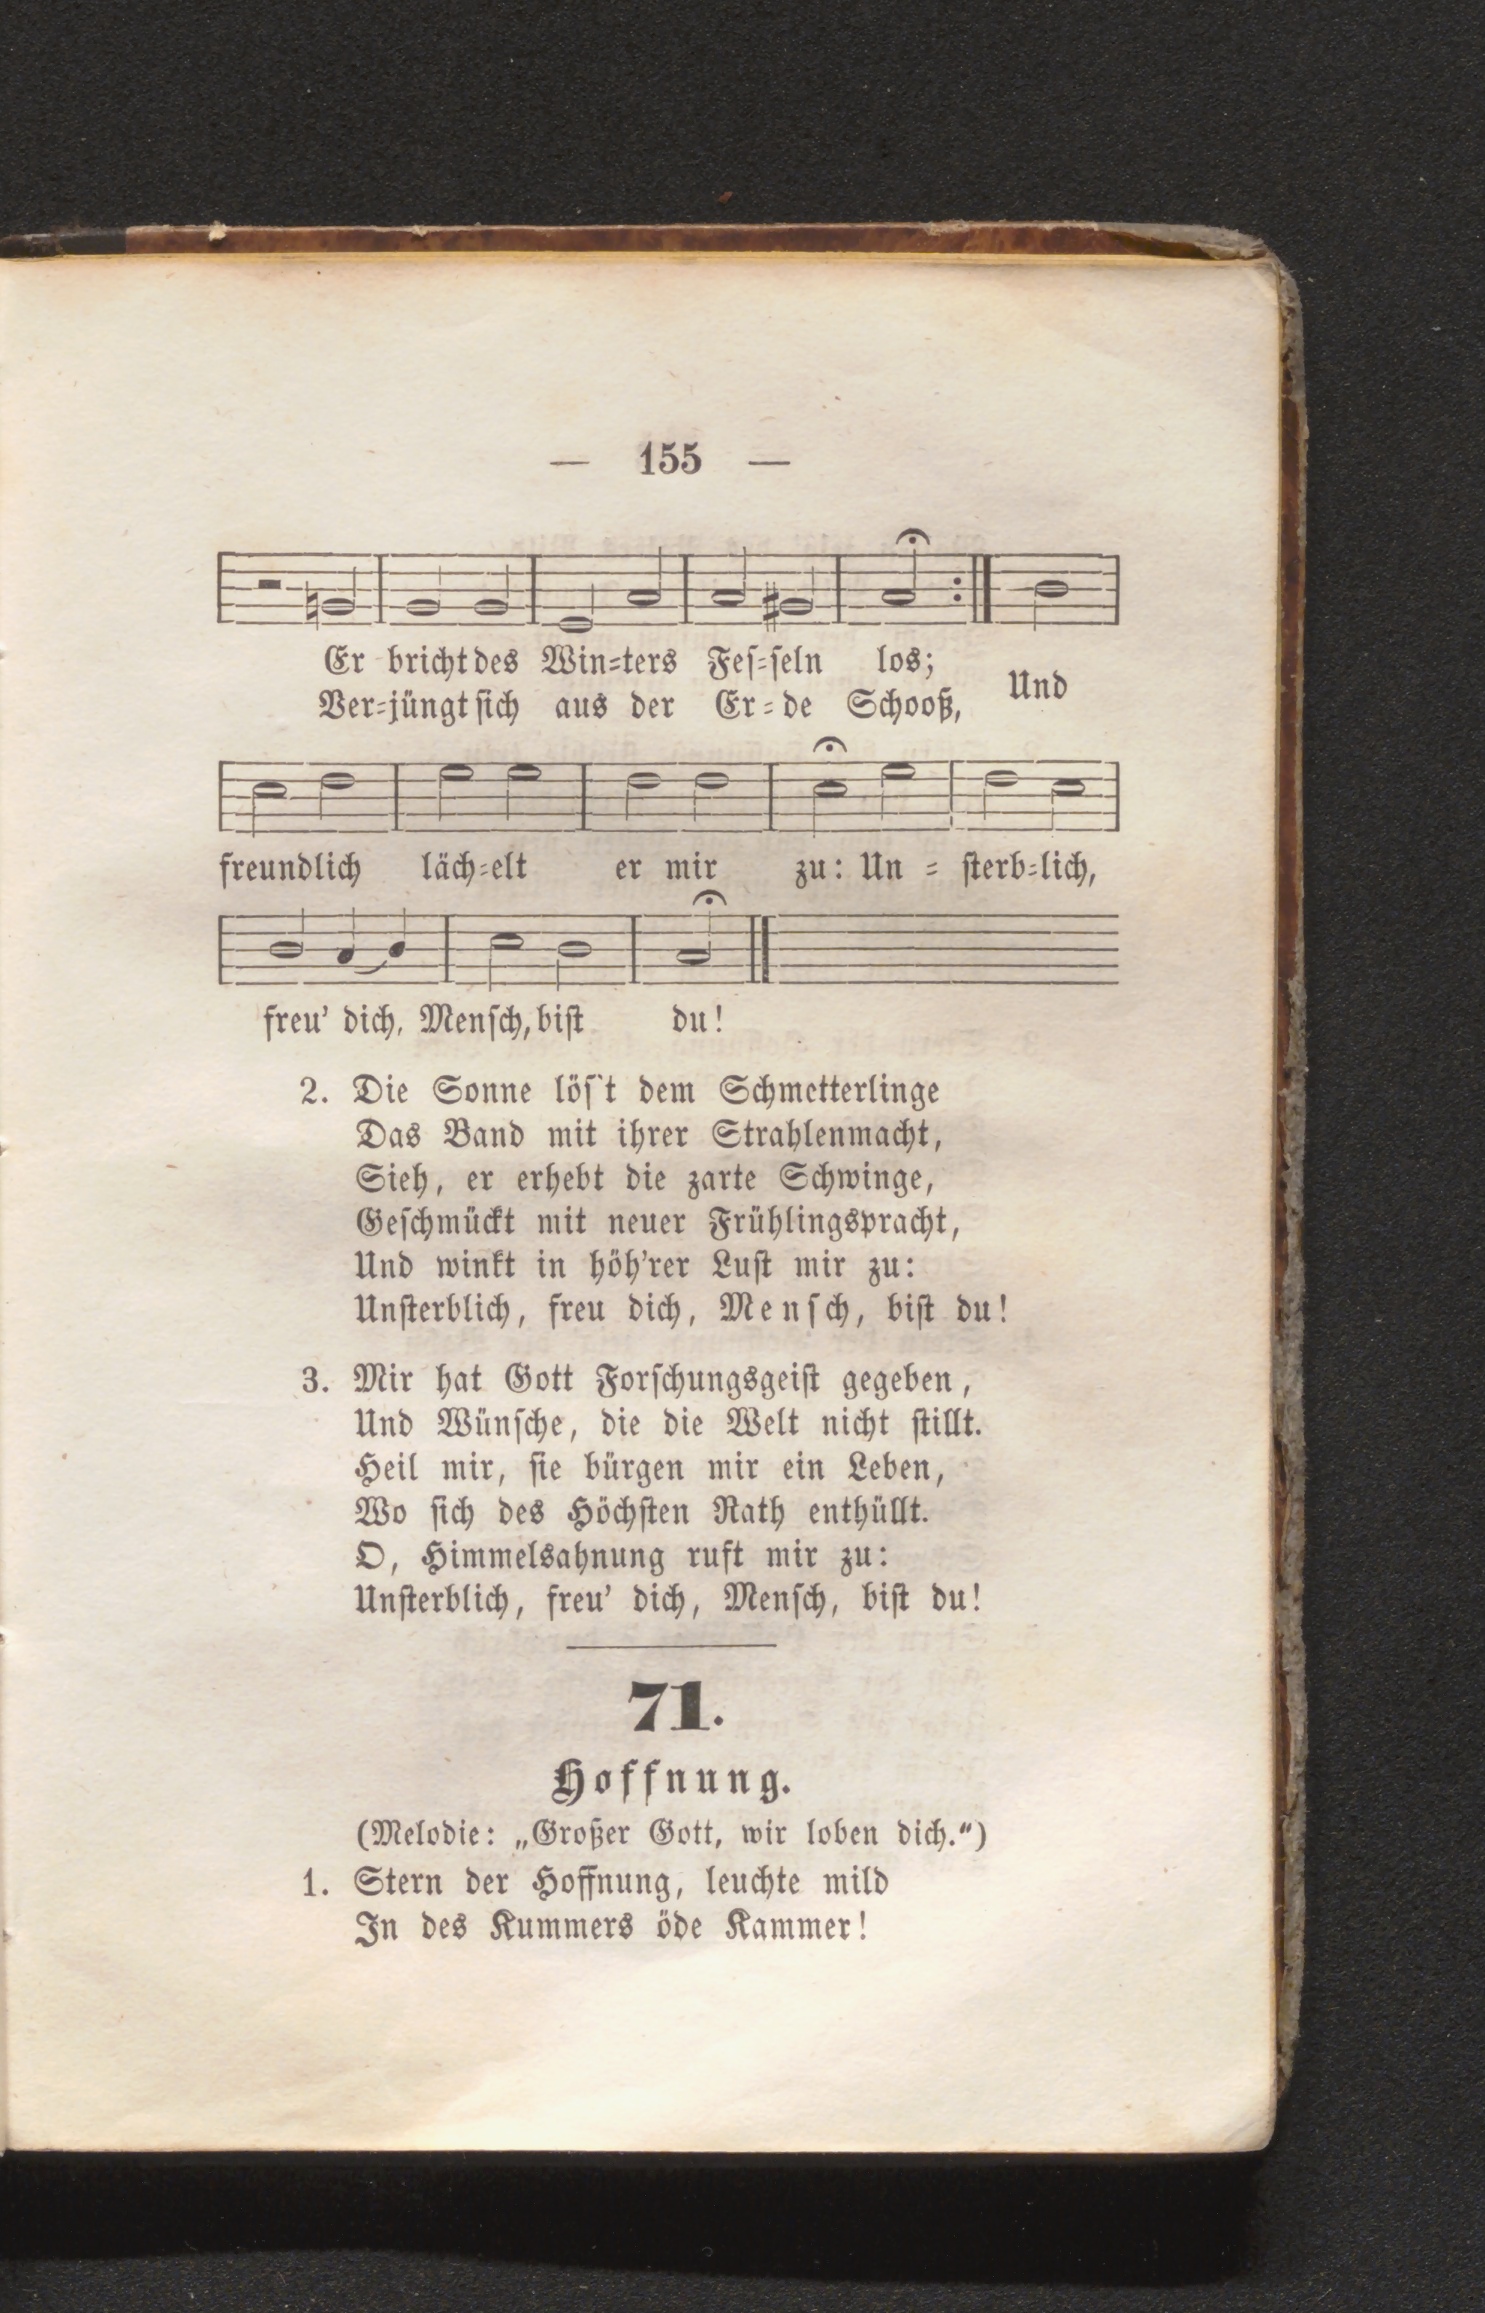 — 155 —
Er bricht des Win=ters Feſ=ſeln los;
Ver=jüngt ſich aus der Er=de Schooß, Und
freundlich läch=elt er mir zu: Un = ſterb=lich,
freu’ dich, Menſch, biſt du!
2. Die Sonne löſ’t dem Schmetterlinge
Das Band mit ihrer Strahlenmacht,
Sieh, er erhebt die zarte Schwinge,
Geſchmückt mit neuer Frühlingspracht,
Und winkt in höh’rer Luſt mir zu:
Unſterblich, freu dich, Menſch, biſt du!
3. Mir hat Gott Forſchungsgeiſt gegeben,
Und Wünſche, die die Welt nicht ſtillt.
Heil mir, ſie bürgen mir ein Leben,
Wo ſich des Höchſten Rath enthüllt.
O, Himmelsahnung ruft mir zu:
Unſterblich, freu’ dich, Menſch, biſt du!
71.
Hoffnung.
(Melodie: „Großer Gott, wir loben dich.“)
1. Stern der Hoffnung, leuchte mild
In des Kummers öde Kammer!